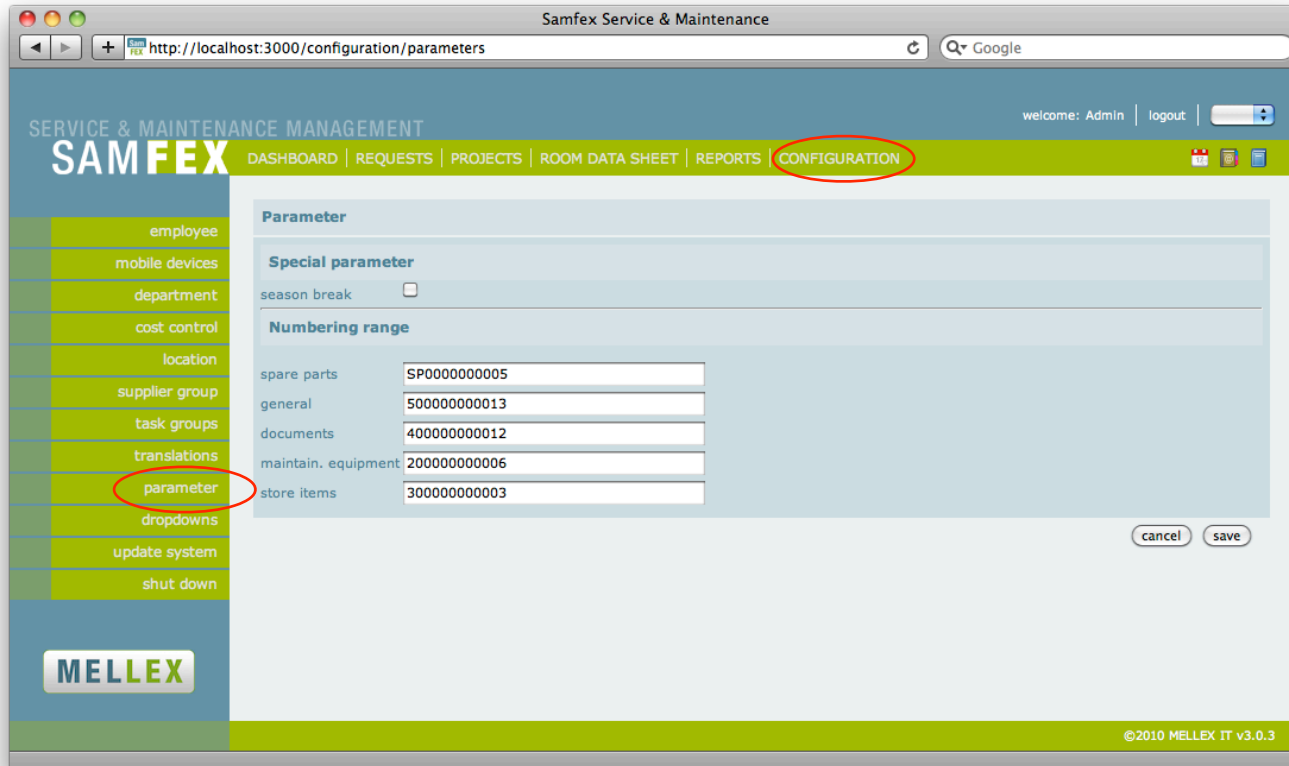 Samfex Service & Maintenance
http://localhost:3000/configuration/parameters
Google
welcome: Admin | logout
SERVICE & MAINTENANCE MANAGEMENT
SAMFEX
DASHBOARD | REQUESTS | PROJECTS | ROOM DATA SHEET | REPORTS | CONFIGURATION
employee
mobile devices
department
cost control
location
supplier group
task groups
translations
parameter
dropdowns
update system
shut down
Parameter
Special parameter
season break
Numbering range
spare parts SP0000000005
general 500000000013
documents 400000000012
maintain. equipment 200000000006
store items 300000000003
cancel save
MELLEX
©2010 MELLEX IT v3.0.3